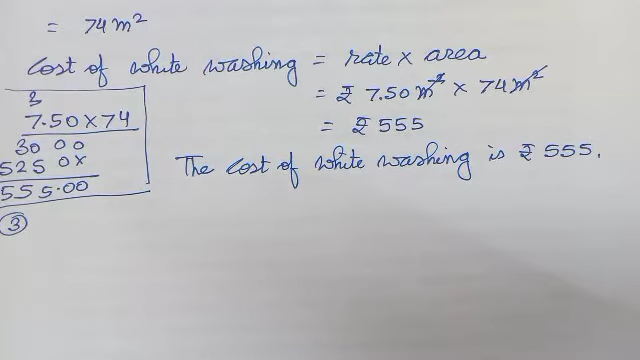 = 74 m²
Cost of white washing = rate × area
= ₹ 7.50 m² × 74 m²
= ₹ 555
The cost of white washing is ₹ 555.
3
7.50 × 74
30 00
525 0×
555.00
③